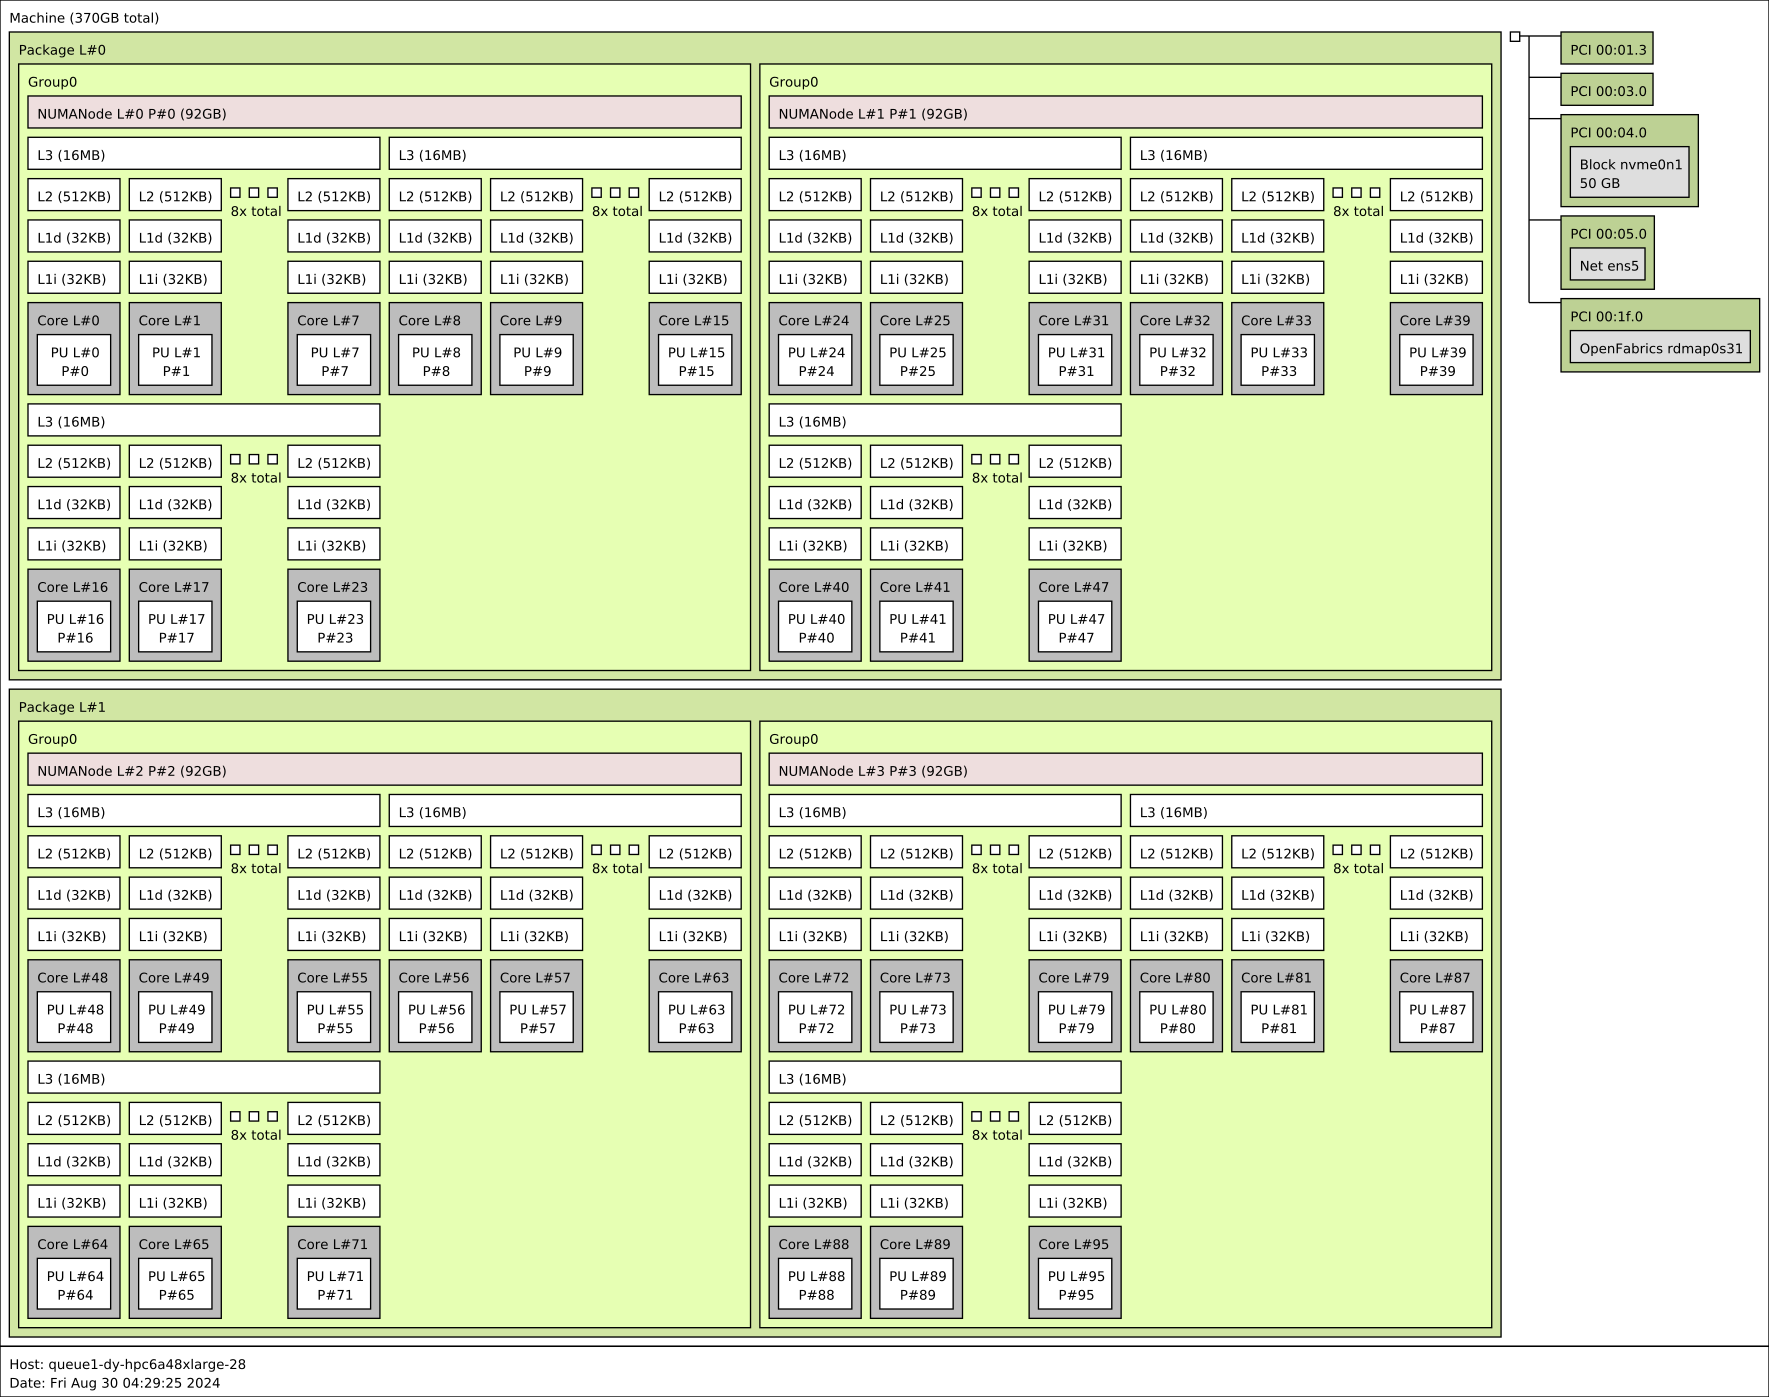 Machine (370GB total)
Package L#0
Group0
NUMANode L#0 P#0 (92GB)
L3 (16MB) L3 (16MB)
L2 (512KB) L2 (512KB) 8x total L2 (512KB) L2 (512KB) L2 (512KB) 8x total L2 (512KB)
L1d (32KB) L1d (32KB) L1d (32KB) L1d (32KB) L1d (32KB) L1d (32KB)
L1i (32KB) L1i (32KB) L1i (32KB) L1i (32KB) L1i (32KB) L1i (32KB)
Core L#0 Core L#1 Core L#7 Core L#8 Core L#9 Core L#15
PU L#0 PU L#1 PU L#7 PU L#8 PU L#9 PU L#15
P#0 P#1 P#7 P#8 P#9 P#15
L3 (16MB)
L2 (512KB) L2 (512KB) 8x total L2 (512KB)
L1d (32KB) L1d (32KB) L1d (32KB)
L1i (32KB) L1i (32KB) L1i (32KB)
Core L#16 Core L#17 Core L#23
PU L#16 PU L#17 PU L#23
P#16 P#17 P#23
Group0
NUMANode L#1 P#1 (92GB)
L3 (16MB) L3 (16MB)
L2 (512KB) L2 (512KB) 8x total L2 (512KB) L2 (512KB) L2 (512KB) 8x total L2 (512KB)
L1d (32KB) L1d (32KB) L1d (32KB) L1d (32KB) L1d (32KB) L1d (32KB)
L1i (32KB) L1i (32KB) L1i (32KB) L1i (32KB) L1i (32KB) L1i (32KB)
Core L#24 Core L#25 Core L#31 Core L#32 Core L#33 Core L#39
PU L#24 PU L#25 PU L#31 PU L#32 PU L#33 PU L#39
P#24 P#25 P#31 P#32 P#33 P#39
L3 (16MB)
L2 (512KB) L2 (512KB) 8x total L2 (512KB)
L1d (32KB) L1d (32KB) L1d (32KB)
L1i (32KB) L1i (32KB) L1i (32KB)
Core L#40 Core L#41 Core L#47
PU L#40 PU L#41 PU L#47
P#40 P#41 P#47
Package L#1
Group0
NUMANode L#2 P#2 (92GB)
L3 (16MB) L3 (16MB)
L2 (512KB) L2 (512KB) 8x total L2 (512KB) L2 (512KB) L2 (512KB) 8x total L2 (512KB)
L1d (32KB) L1d (32KB) L1d (32KB) L1d (32KB) L1d (32KB) L1d (32KB)
L1i (32KB) L1i (32KB) L1i (32KB) L1i (32KB) L1i (32KB) L1i (32KB)
Core L#48 Core L#49 Core L#55 Core L#56 Core L#57 Core L#63
PU L#48 PU L#49 PU L#55 PU L#56 PU L#57 PU L#63
P#48 P#49 P#55 P#56 P#57 P#63
L3 (16MB)
L2 (512KB) L2 (512KB) 8x total L2 (512KB)
L1d (32KB) L1d (32KB) L1d (32KB)
L1i (32KB) L1i (32KB) L1i (32KB)
Core L#64 Core L#65 Core L#71
PU L#64 PU L#65 PU L#71
P#64 P#65 P#71
Group0
NUMANode L#3 P#3 (92GB)
L3 (16MB) L3 (16MB)
L2 (512KB) L2 (512KB) 8x total L2 (512KB) L2 (512KB) L2 (512KB) 8x total L2 (512KB)
L1d (32KB) L1d (32KB) L1d (32KB) L1d (32KB) L1d (32KB) L1d (32KB)
L1i (32KB) L1i (32KB) L1i (32KB) L1i (32KB) L1i (32KB) L1i (32KB)
Core L#72 Core L#73 Core L#79 Core L#80 Core L#81 Core L#87
PU L#72 PU L#73 PU L#79 PU L#80 PU L#81 PU L#87
P#72 P#73 P#79 P#80 P#81 P#87
L3 (16MB)
L2 (512KB) L2 (512KB) 8x total L2 (512KB)
L1d (32KB) L1d (32KB) L1d (32KB)
L1i (32KB) L1i (32KB) L1i (32KB)
Core L#88 Core L#89 Core L#95
PU L#88 PU L#89 PU L#95
P#88 P#89 P#95
PCI 00:01.3
PCI 00:03.0
PCI 00:04.0
Block nvme0n1
50 GB
PCI 00:05.0
Net ens5
PCI 00:1f.0
OpenFabrics rdmap0s31
Host: queue1-dy-hpc6a48xlarge-28
Date: Fri Aug 30 04:29:25 2024